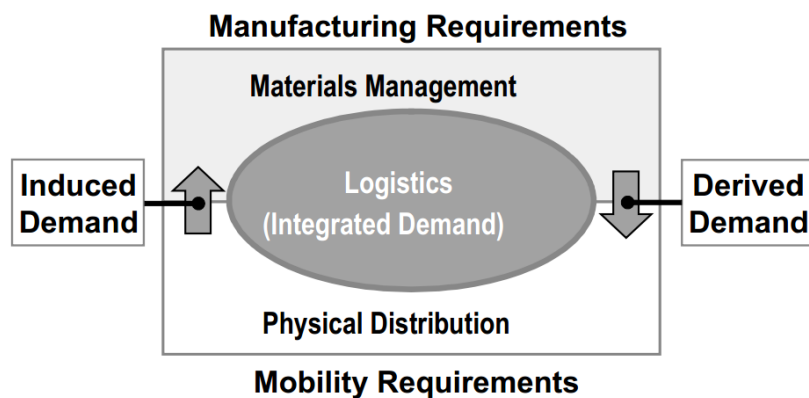 Manufacturing Requirements
Materials Management
Induced
Demand
Logistics
(Integrated Demand)
Derived
Demand
Physical Distribution
Mobility Requirements